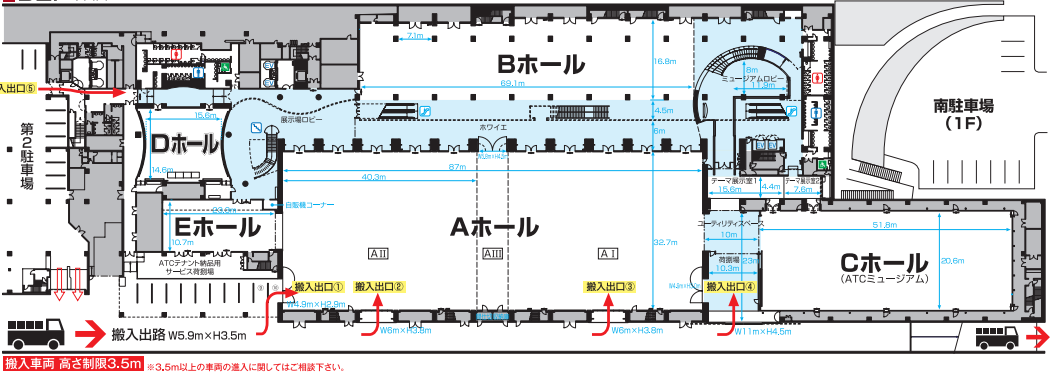 7.1m
Bホール
16.8m
69.1m
8m
ミュージアムロビー
11.9m
南駐車場
(1F)
搬入出口⑤
第2駐車場
15.6m
展示場ロビー
4.5m
ホワイエ
6m
Dホール
14.6m
87m
40.3m
テーマ展示室1
15.6m
4.4m
テーマ展示室2
7.6m
自販機コーナー
Eホール
10.7m
Aホール
32.7m
ユーティリティスペース
10m
51.8m
20.6m
Cホール
(ATCミュージアム)
AⅡ
AⅢ
AⅠ
荷捌場
10.3m
23m
ATCテナント納品用
サービス荷捌場
搬入出口①
搬入出口②
搬入出口③
搬入出口④
W4.9m×H2.9m
W6m×H3.8m
W6m×H3.8m
W11m×H4.5m
搬入出路 W5.9m×H3.5m
搬入車両 高さ制限3.5m
※3.5m以上の車両の進入に関してはご相談下さい。